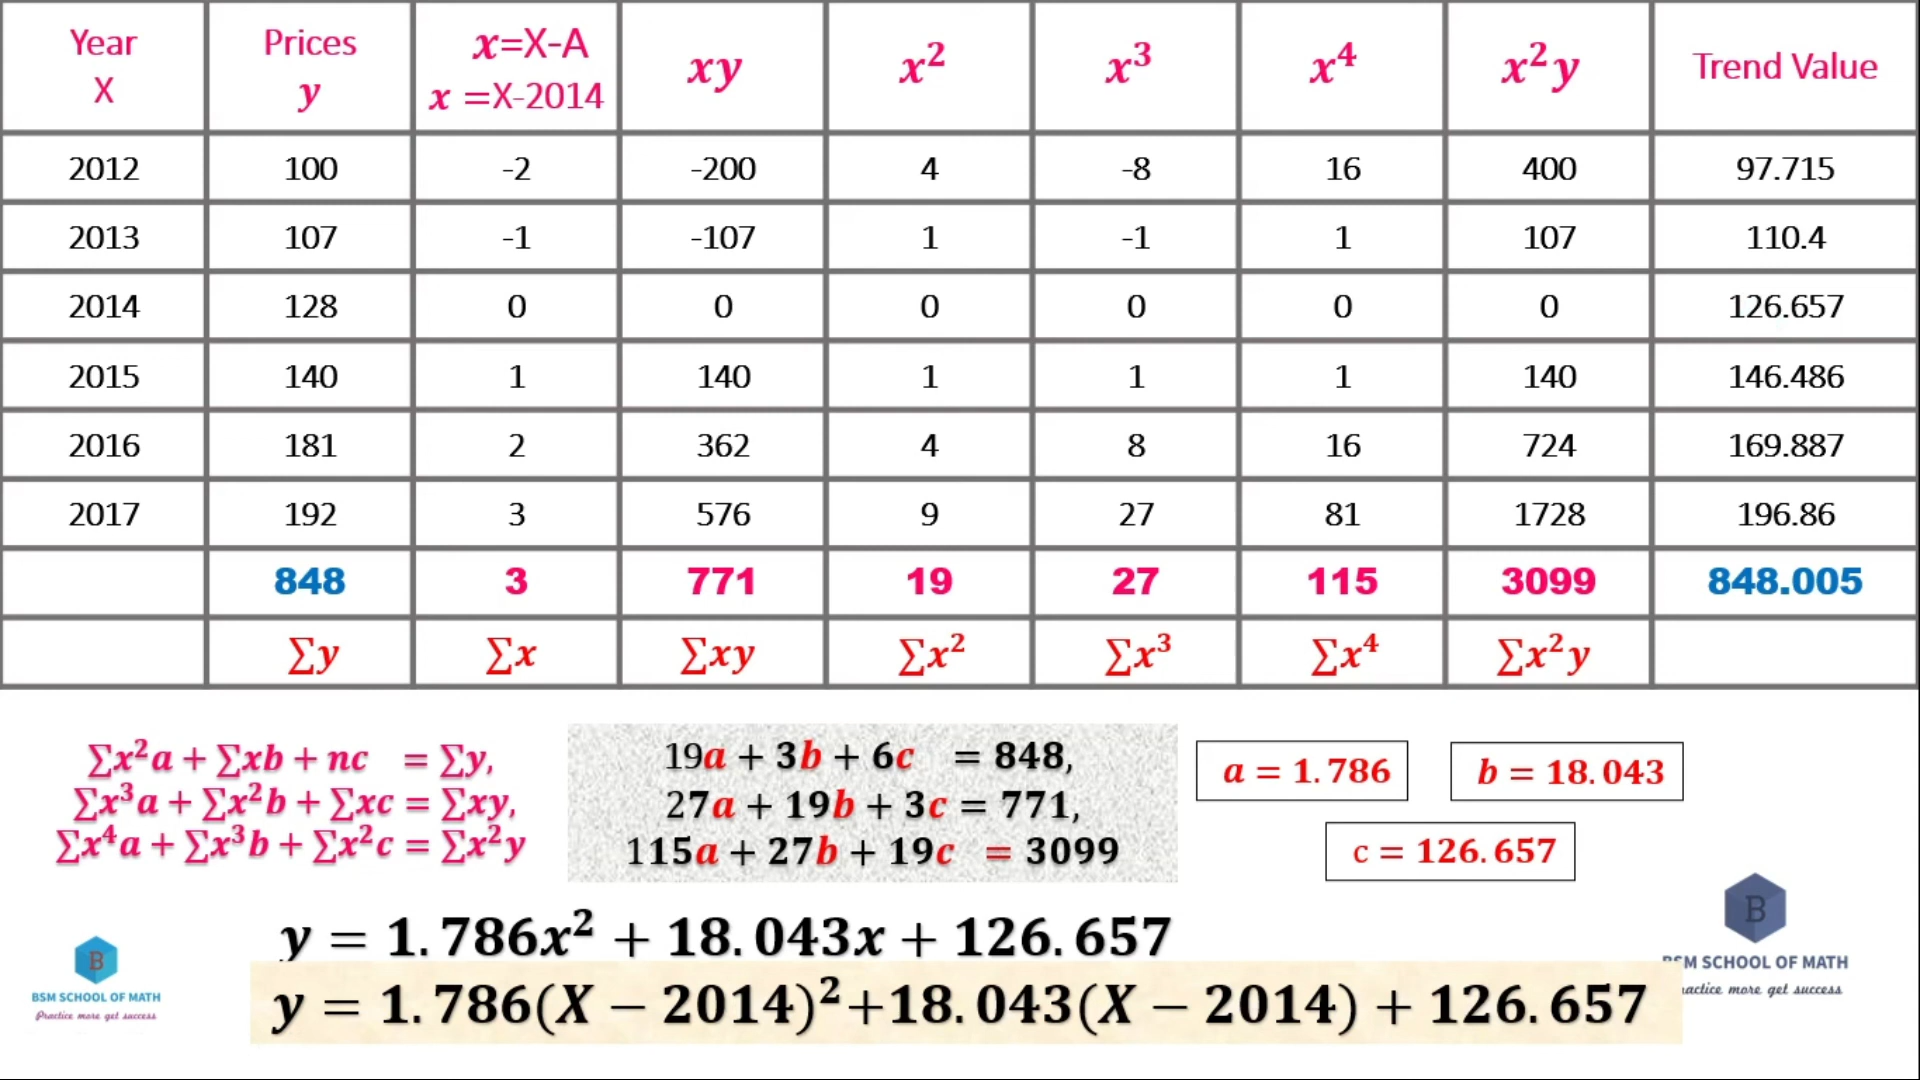 Year X | Prices y | x=X-A x =X-2014 | xy | x² | x³ | x⁴ | x²y | Trend Value
2012 | 100 | -2 | -200 | 4 | -8 | 16 | 400 | 97.715
2013 | 107 | -1 | -107 | 1 | -1 | 1 | 107 | 110.4
2014 | 128 | 0 | 0 | 0 | 0 | 0 | 0 | 126.657
2015 | 140 | 1 | 140 | 1 | 1 | 1 | 140 | 146.486
2016 | 181 | 2 | 362 | 4 | 8 | 16 | 724 | 169.887
2017 | 192 | 3 | 576 | 9 | 27 | 81 | 1728 | 196.86
848 | 3 | 771 | 19 | 27 | 115 | 3099 | 848.005
∑y | ∑x | ∑xy | ∑x² | ∑x³ | ∑x⁴ | ∑x²y
∑x²a + ∑xb + nc = ∑y,
∑x³a + ∑x²b + ∑xc = ∑xy,
∑x⁴a + ∑x³b + ∑x²c = ∑x²y
19a + 3b + 6c = 848,
27a + 19b + 3c = 771,
115a + 27b + 19c = 3099
a = 1.786
b = 18.043
c = 126.657
y = 1.786x² + 18.043x + 126.657
y = 1.786(X − 2014)²+18.043(X − 2014) + 126.657
B
BSM SCHOOL OF MATH
Practice more get success
B
SCHOOL OF MATH
more get success